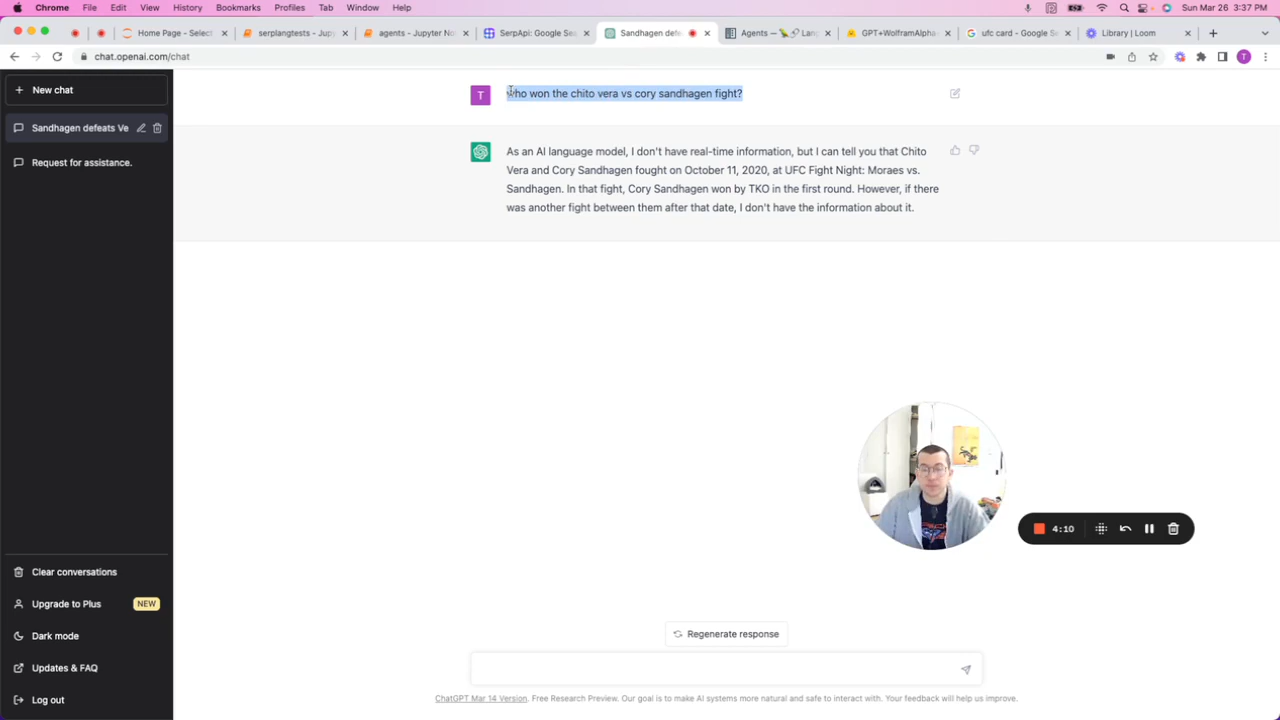 Chrome File Edit View History Bookmarks Profiles Tab Window Help Sun Mar 26 3:37 PM
Home Page - Select serplangtests - Jupyt agents - Jupyter Not SerpApi: Google Sea Sandhagen defe Agents — Lan GPT+WolframAlpha ufc card - Google Se Library | Loom
chat.openai.com/chat T
New chat
Sandhagen defeats Ve
Request for assistance.
T who won the chito vera vs cory sandhagen fight?
As an AI language model, I don't have real-time information, but I can tell you that Chito
Vera and Cory Sandhagen fought on October 11, 2020, at UFC Fight Night: Moraes vs.
Sandhagen. In that fight, Cory Sandhagen won by TKO in the first round. However, if there
was another fight between them after that date, I don't have the information about it.
4:10
Clear conversations
Upgrade to Plus NEW
Dark mode
Updates & FAQ
Log out
Regenerate response
ChatGPT Mar 14 Version. Free Research Preview. Our goal is to make AI systems more natural and safe to interact with. Your feedback will help us improve.